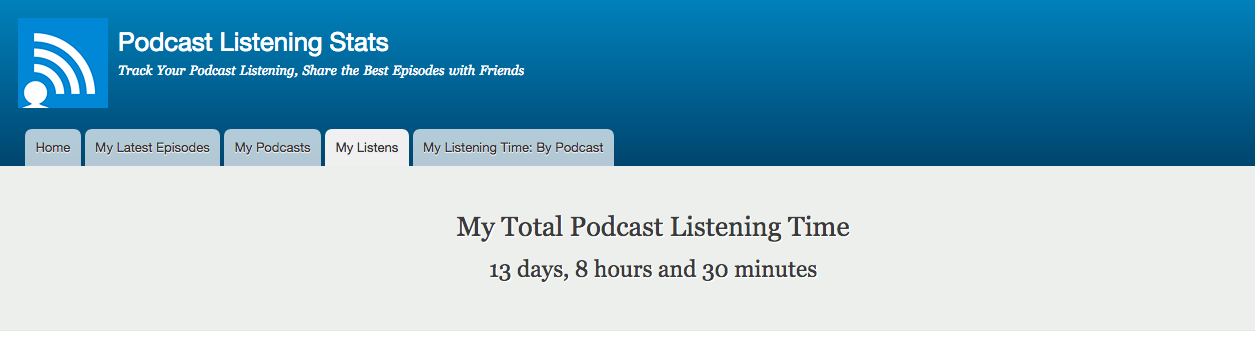 Podcast Listening Stats
Track Your Podcast Listening, Share the Best Episodes with Friends
Home My Latest Episodes My Podcasts My Listens My Listening Time: By Podcast
My Total Podcast Listening Time
13 days, 8 hours and 30 minutes